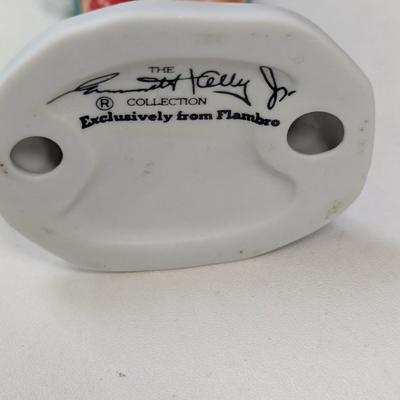 THE
Emmett Kelly Jr.
® COLLECTION
Exclusively from Flambro